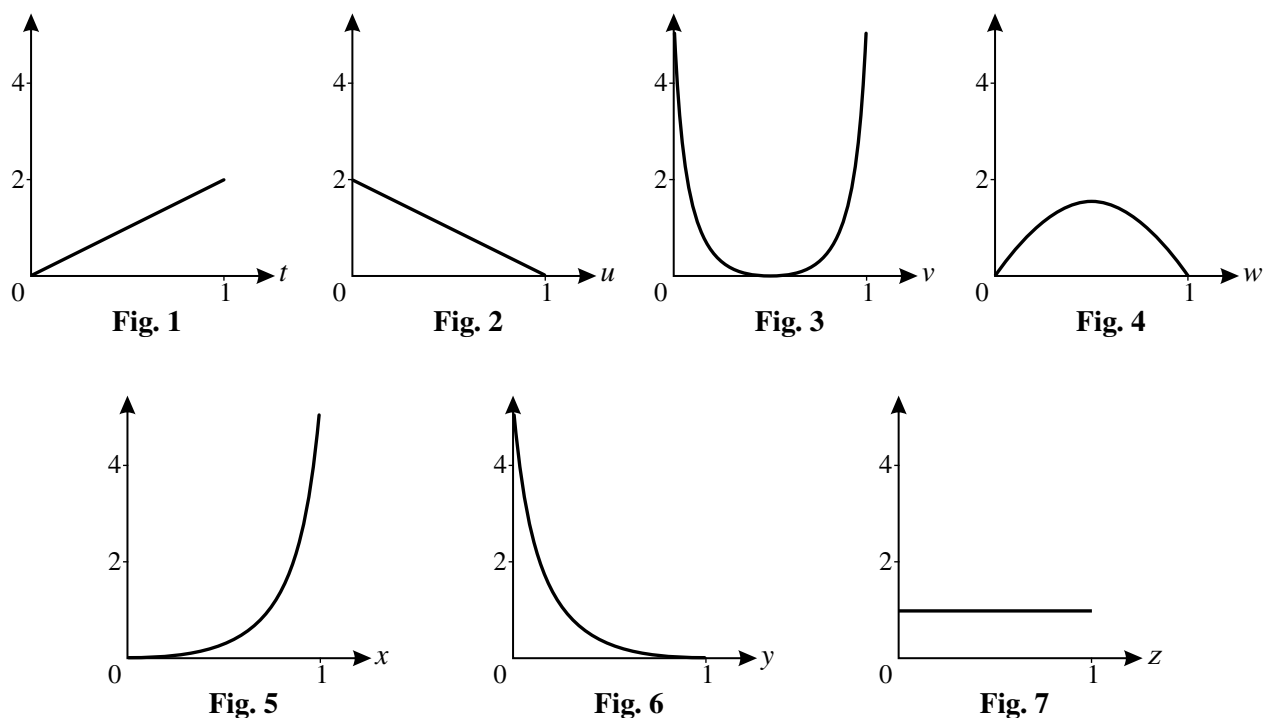 4 4 4 4
2 2 2 2
0 1 t 0 1 u 0 1 v 0 1 w
Fig. 1 Fig. 2 Fig. 3 Fig. 4
4 4 4
2 2 2
0 1 x 0 1 y 0 1 z
Fig. 5 Fig. 6 Fig. 7